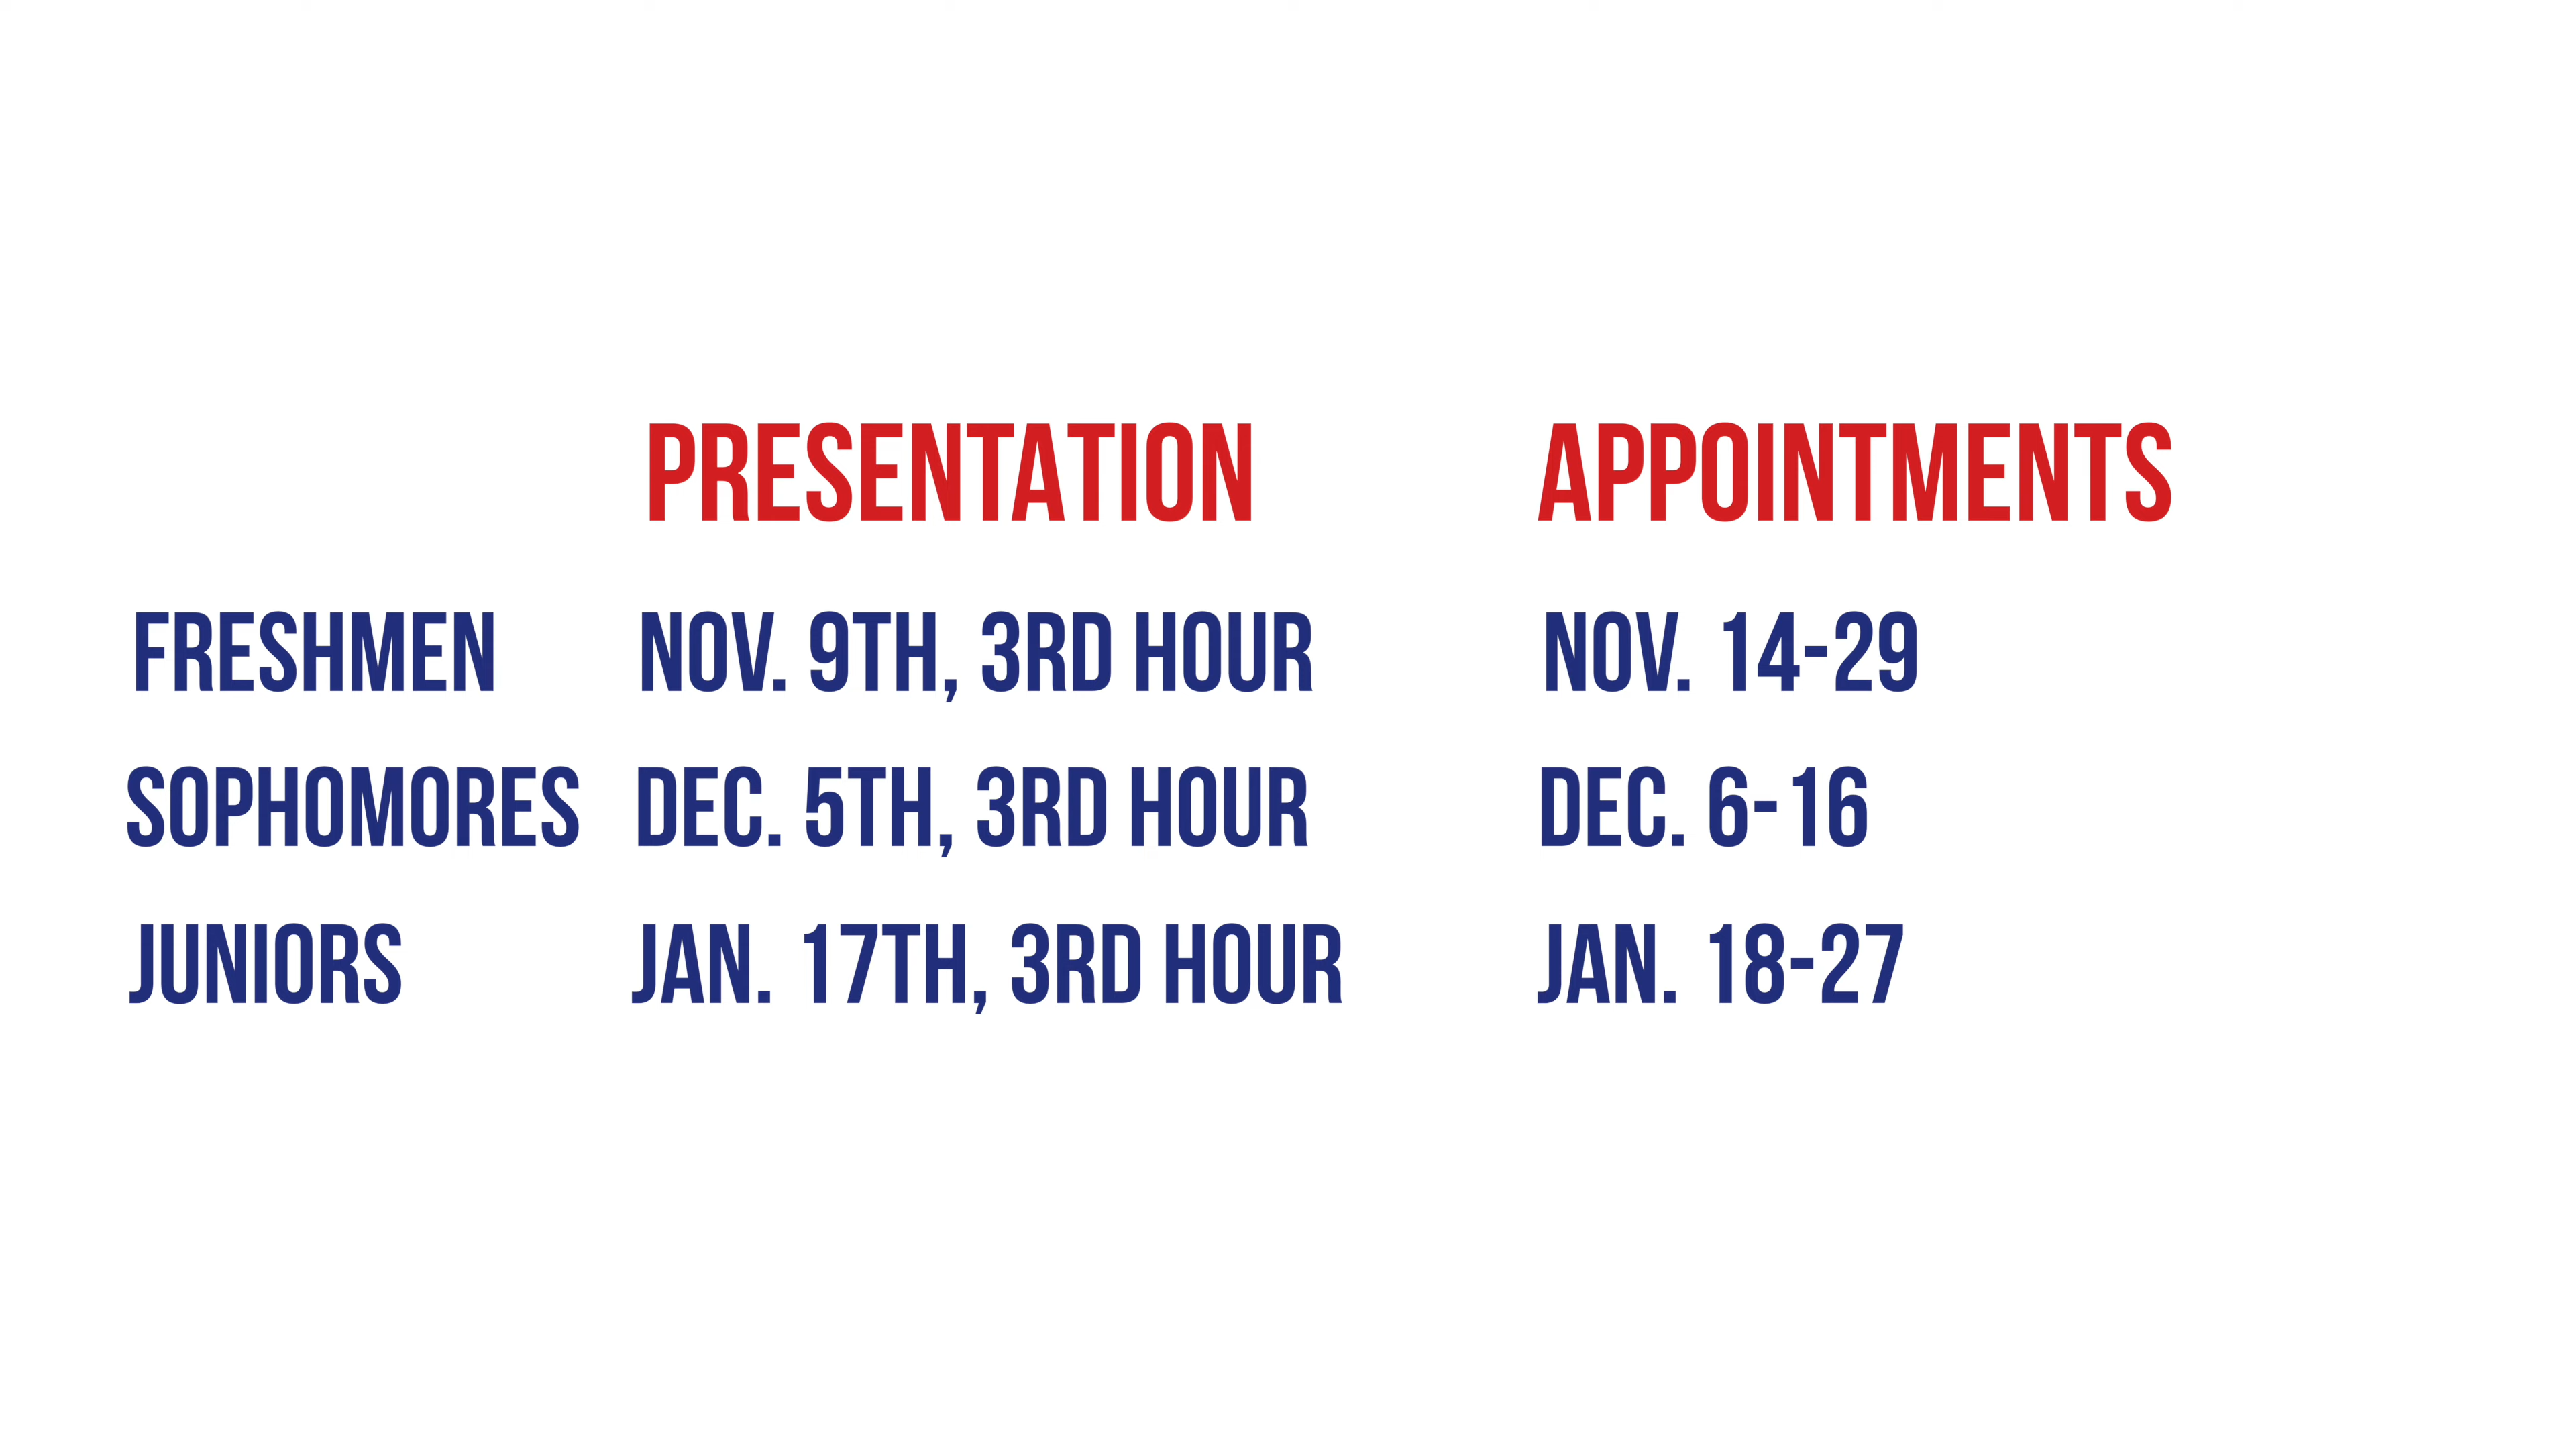 PRESENTATION APPOINTMENTS
FRESHMEN NOV. 9TH, 3RD HOUR NOV. 14-29
SOPHOMORES DEC. 5TH, 3RD HOUR DEC. 6-16
JUNIORS JAN. 17TH, 3RD HOUR JAN. 18-27